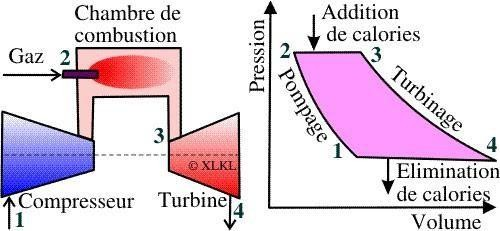 Chambre de
combustion
Gaz
2
3
© XLKL
Compresseur
Turbine
1
4
Pression
Addition
de calories
2
3
Pompage
Turbinage
1
4
Elimination
de calories
Volume